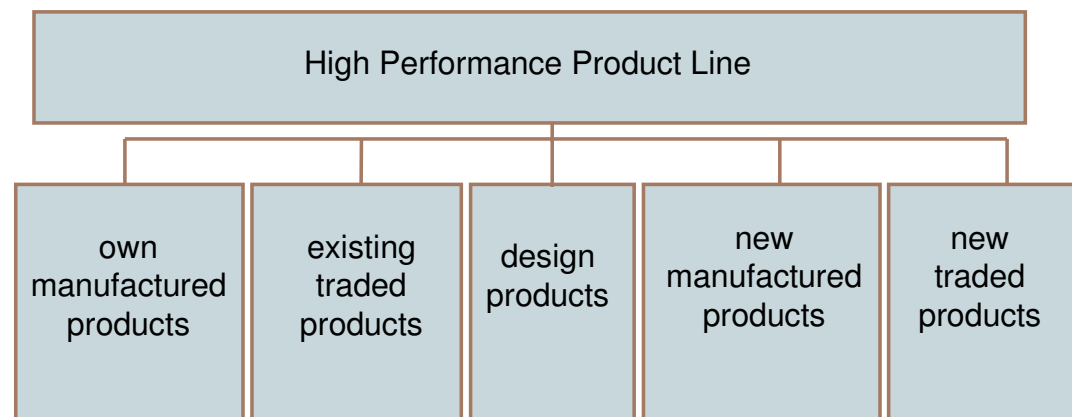 High Performance Product Line
own
manufactured
products
existing
traded
products
design
products
new
manufactured
products
new
traded
products